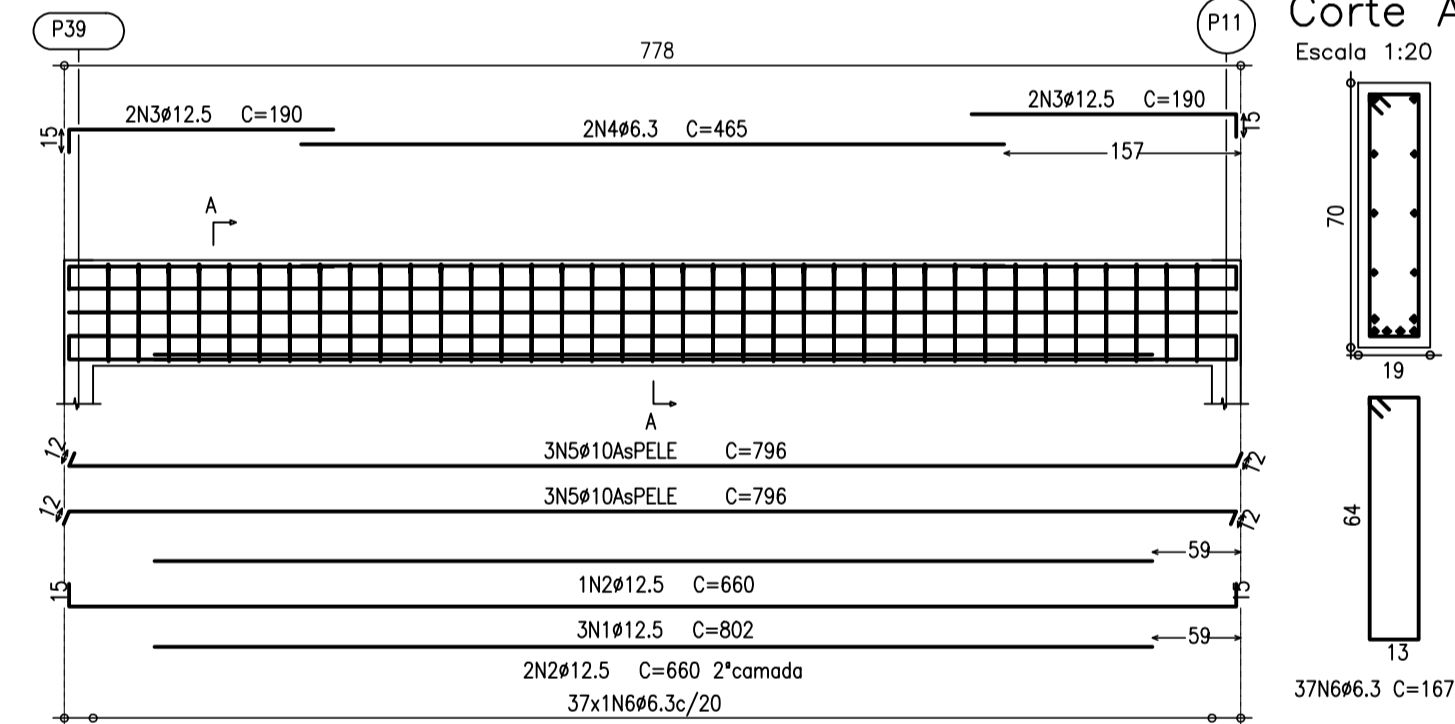 P39
P11
Corte A
Escala 1:20
778
2N3ø12.5 C=190
2N3ø12.5 C=190
15
2N4ø6.3 C=465
15
157
A
70
19
A
12
3N5ø10AsPELE C=796
12
12
3N5ø10AsPELE C=796
12
64
59
15
1N2ø12.5 C=660
15
3N1ø12.5 C=802
59
13
2N2ø12.5 C=660 2ªcamada
37x1N6ø6.3c/20
37N6ø6.3 C=167